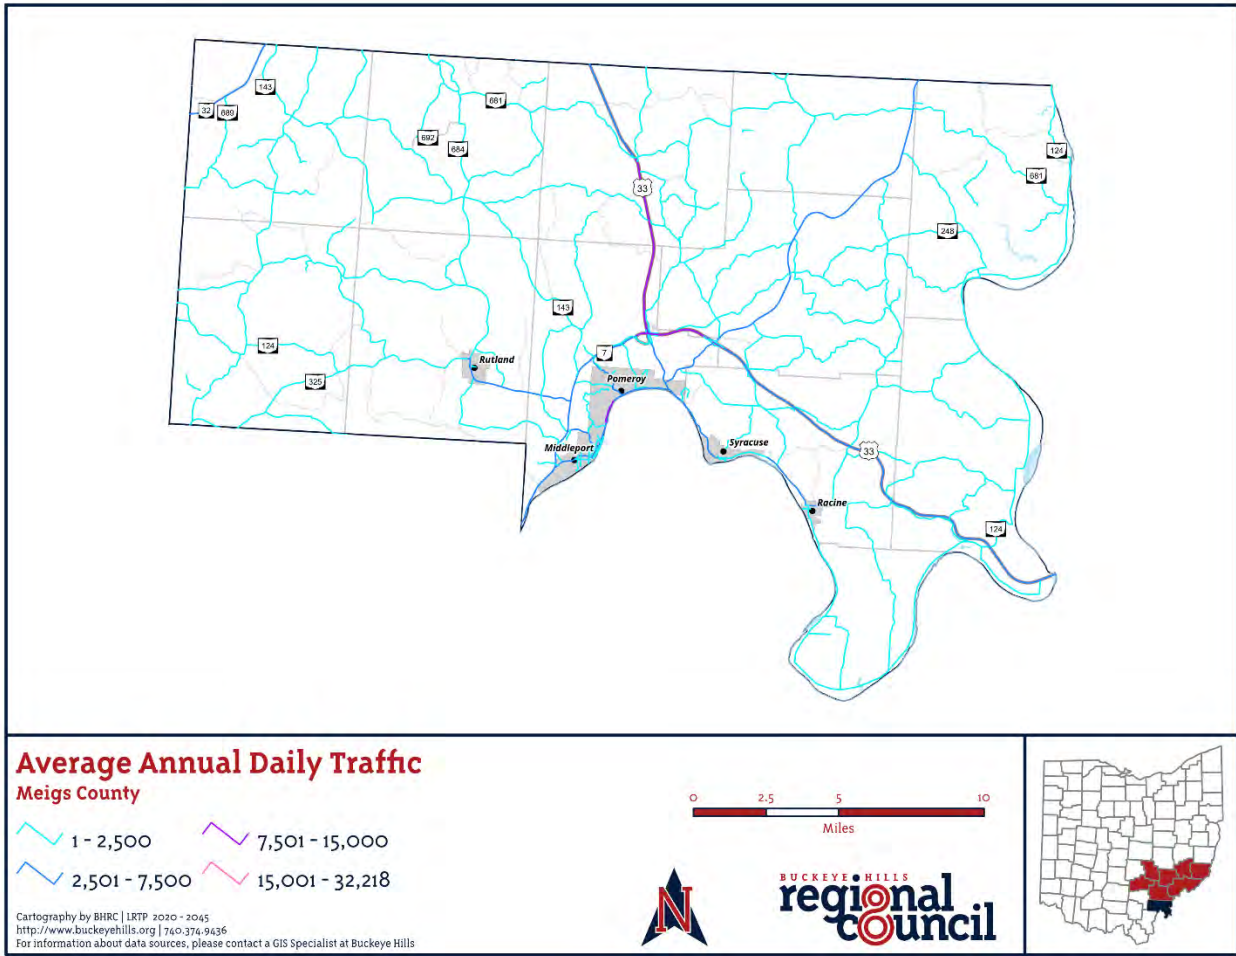 143
32
689
681
692
684
33
124
681
248
143
7
124
325
Rutland
Pomeroy
Middleport
Syracuse
33
Racine
124
Average Annual Daily Traffic
Meigs County
1 - 2,500
7,501 - 15,000
2,501 - 7,500
15,001 - 32,218
Cartography by BHRC | LRTP 2020 - 2045
http://www.buckeyehills.org | 740.374.9436
For information about data sources, please contact a GIS Specialist at Buckeye Hills
0 2.5 5 10
Miles
N
BUCKEYE HILLS
regional
council